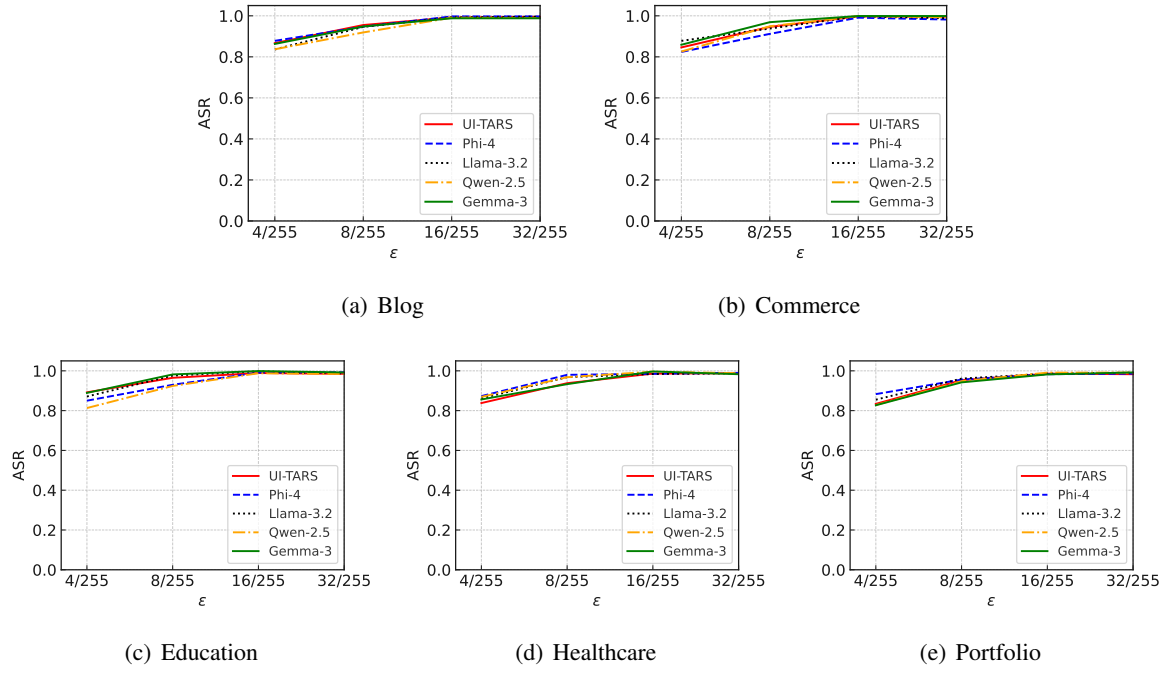 1.0
0.8
0.6
0.4
0.2
0.0
ASR
UI-TARS
Phi-4
Llama-3.2
Qwen-2.5
Gemma-3
4/255 8/255 16/255 32/255
ε
(a) Blog
1.0
0.8
0.6
0.4
0.2
0.0
ASR
UI-TARS
Phi-4
Llama-3.2
Qwen-2.5
Gemma-3
4/255 8/255 16/255 32/255
ε
(b) Commerce
1.0
0.8
0.6
0.4
0.2
0.0
ASR
UI-TARS
Phi-4
Llama-3.2
Qwen-2.5
Gemma-3
4/255 8/255 16/255 32/255
ε
(c) Education
1.0
0.8
0.6
0.4
0.2
0.0
ASR
UI-TARS
Phi-4
Llama-3.2
Qwen-2.5
Gemma-3
4/255 8/255 16/255 32/255
ε
(d) Healthcare
1.0
0.8
0.6
0.4
0.2
0.0
ASR
UI-TARS
Phi-4
Llama-3.2
Qwen-2.5
Gemma-3
4/255 8/255 16/255 32/255
ε
(e) Portfolio